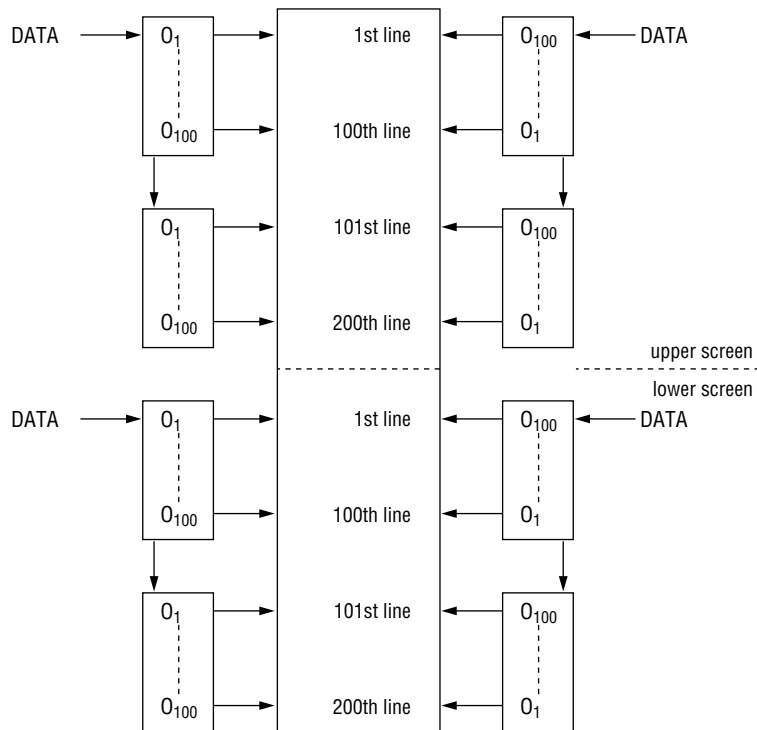 DATA O₁ 1st line O₁₀₀ DATA
O₁₀₀ 100th line O₁
O₁ 101st line O₁₀₀
O₁₀₀ 200th line O₁
upper screen
lower screen
DATA O₁ 1st line O₁₀₀ DATA
O₁₀₀ 100th line O₁
O₁ 101st line O₁₀₀
O₁₀₀ 200th line O₁